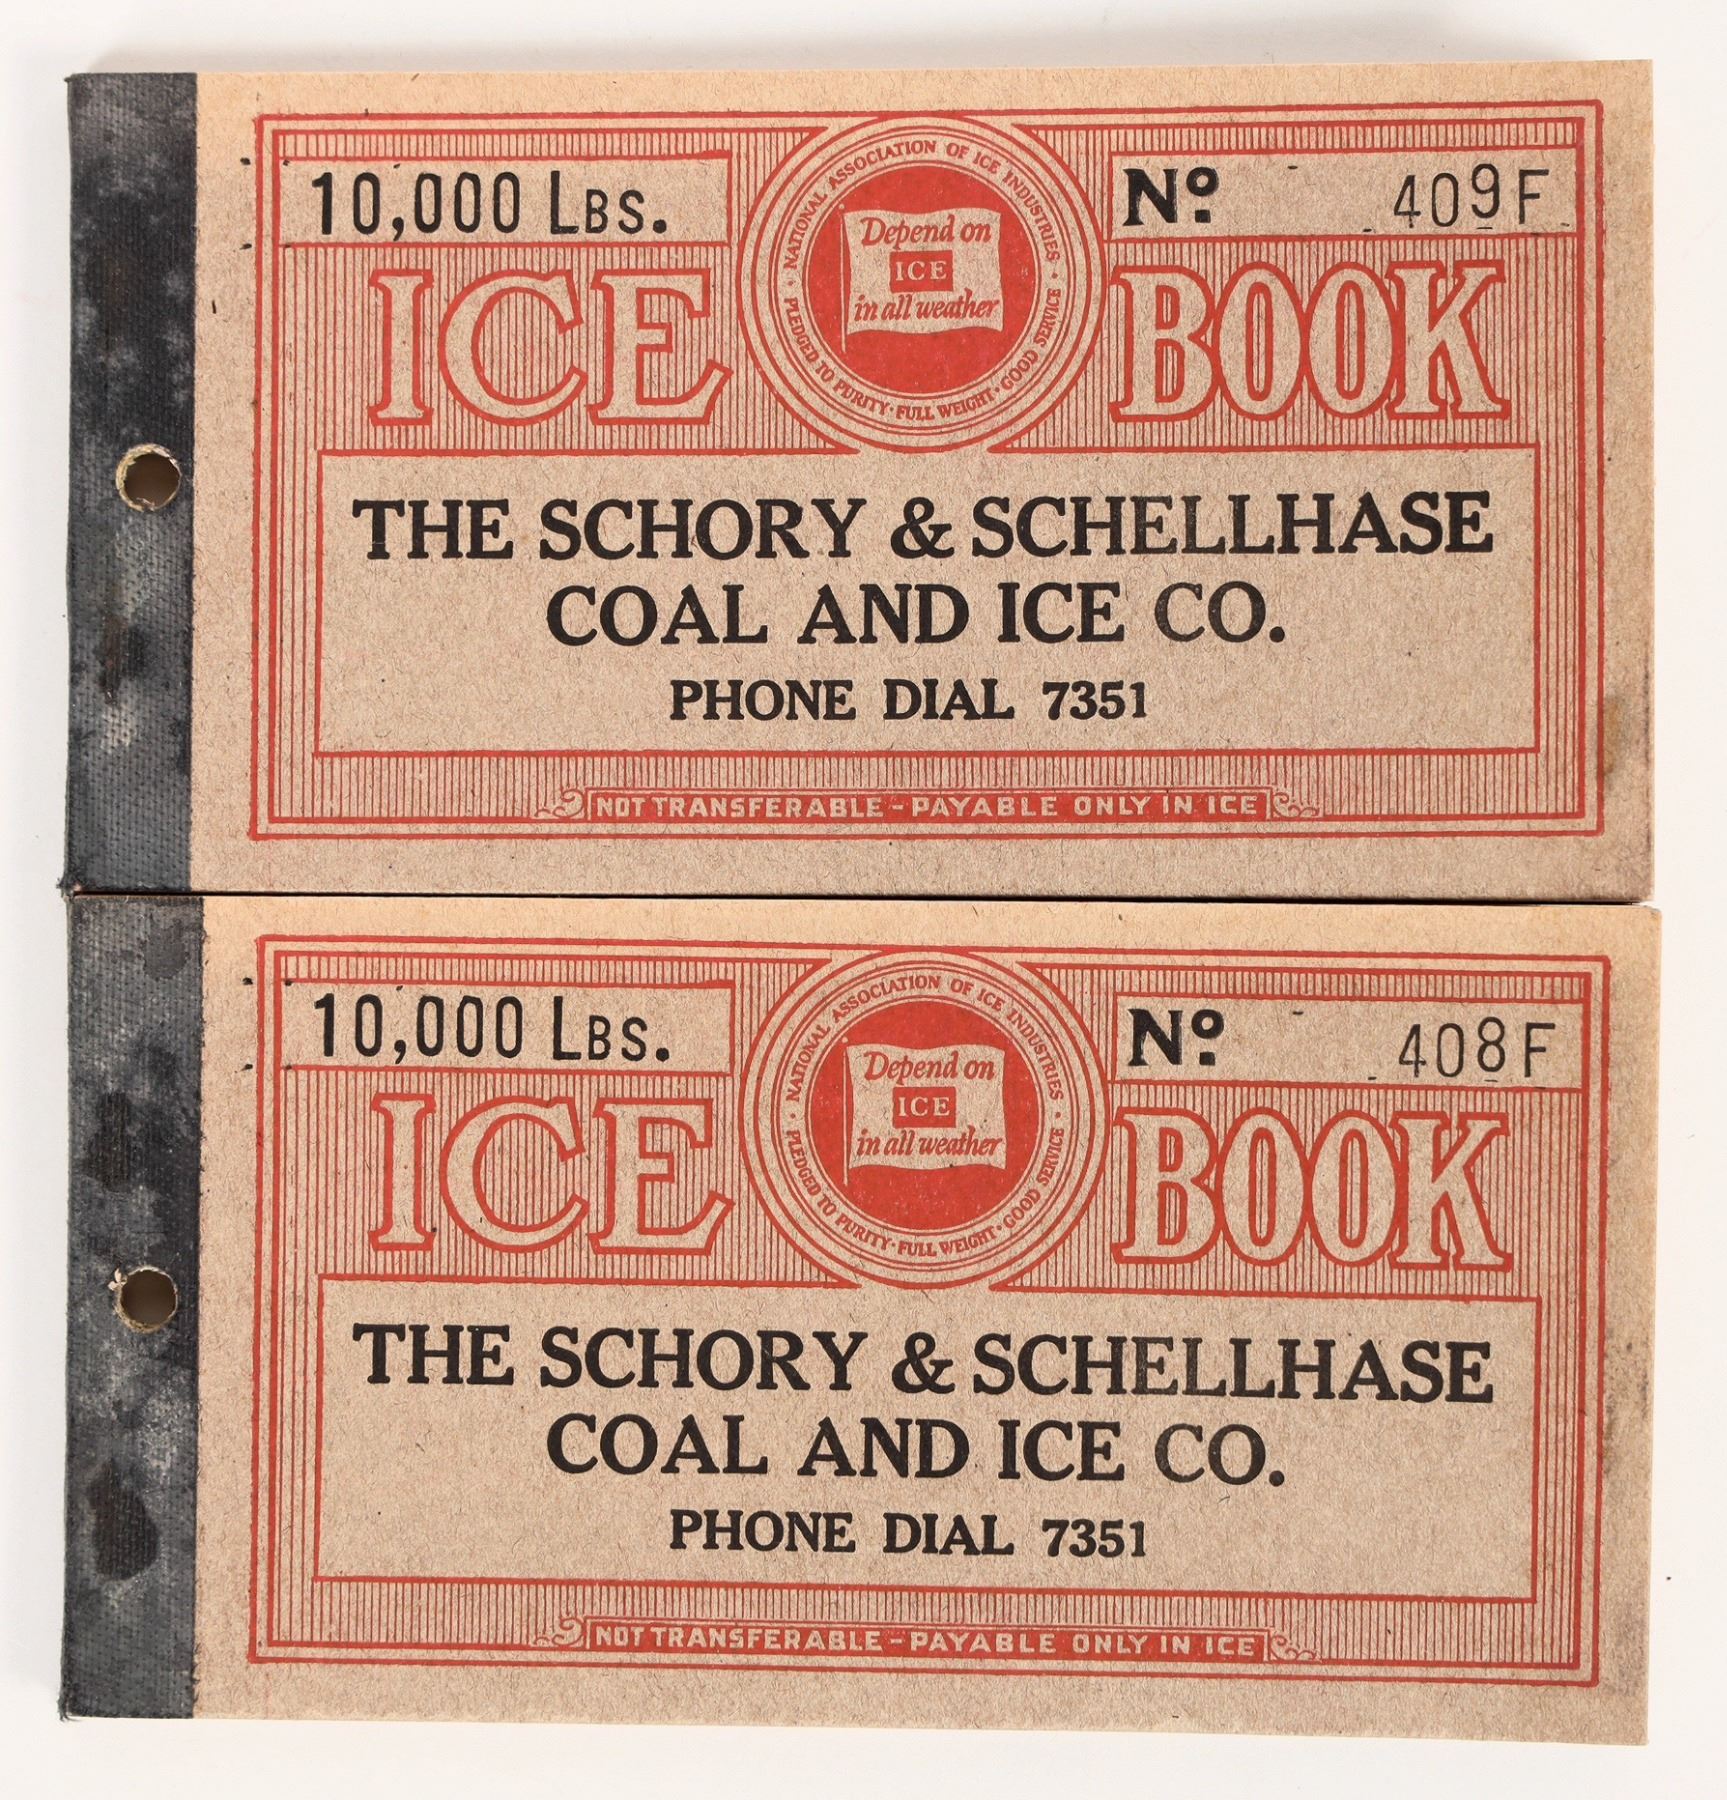 10,000 LBS.
NATIONAL ASSOCIATION OF ICE INDUSTRIES
• PLEDGED TO PURITY • FULL WEIGHT • GOOD SERVICE •
Depend on
ICE
in all weather
No. 409F
ICE BOOK
THE SCHORY & SCHELLHASE
COAL AND ICE CO.
PHONE DIAL 7351
NOT TRANSFERABLE - PAYABLE ONLY IN ICE
10,000 LBS.
NATIONAL ASSOCIATION OF ICE INDUSTRIES
• PLEDGED TO PURITY • FULL WEIGHT • GOOD SERVICE •
Depend on
ICE
in all weather
No. 408F
ICE BOOK
THE SCHORY & SCHELLHASE
COAL AND ICE CO.
PHONE DIAL 7351
NOT TRANSFERABLE - PAYABLE ONLY IN ICE